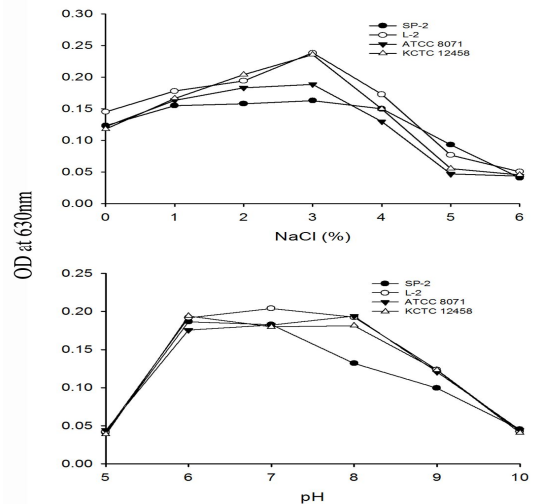 0.30
0.25
0.20
0.15
0.10
0.05
0.00
SP-2
L-2
ATCC 8071
KCTC 12458
0 1 2 3 4 5 6
NaCl (%)
OD at 630nm
0.25
0.20
0.15
0.10
0.05
0.00
SP-2
L-2
ATCC 8071
KCTC 12458
5 6 7 8 9 10
pH